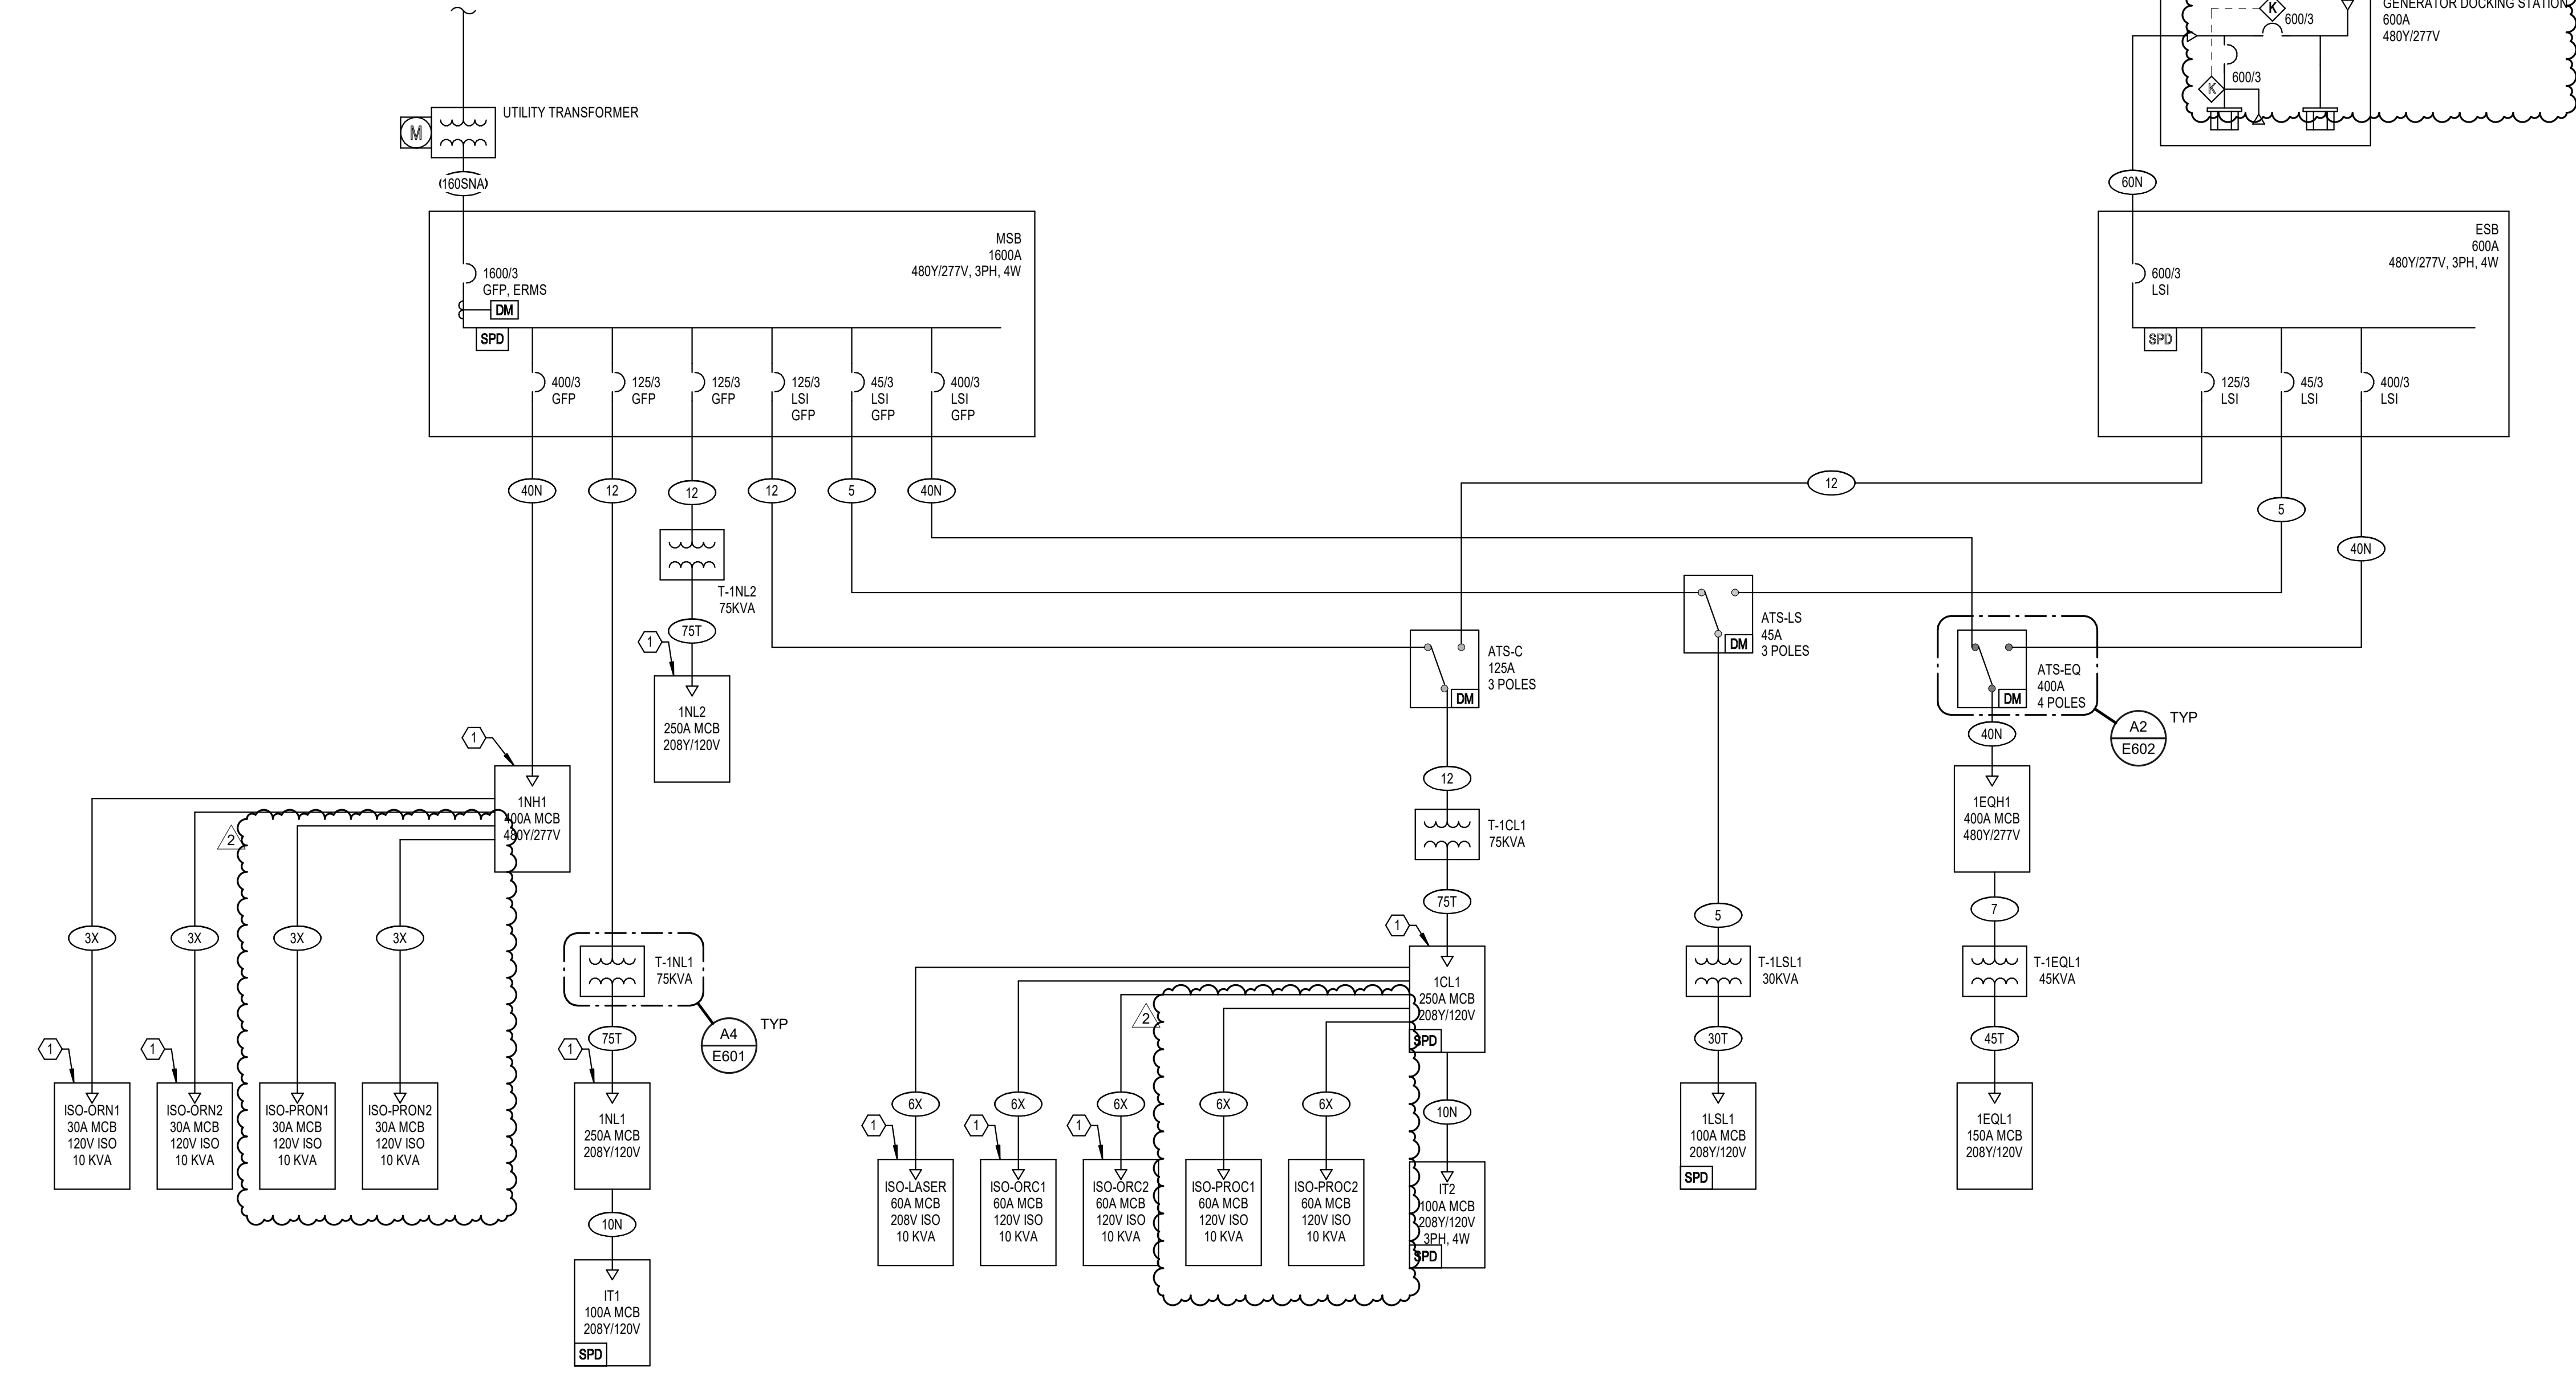 GENERATOR DOCKING STATION
600A
480Y/277V
K
600/3
600/3
K
UTILITY TRANSFORMER
M
(160SNA)
60N
MSB
1600A
480Y/277V, 3PH, 4W
1600/3
GFP, ERMS
DM
SPD
400/3
GFP
125/3
GFP
125/3
GFP
125/3
LSI
GFP
45/3
LSI
GFP
400/3
LSI
GFP
ESB
600A
480Y/277V, 3PH, 4W
600/3
LSI
SPD
125/3
LSI
45/3
LSI
400/3
LSI
40N
12
12
12
5
40N
12
5
40N
T-1NL2
75KVA
75T
1
1NL2
250A MCB
208Y/120V
ATS-C
125A
3 POLES
DM
ATS-LS
45A
3 POLES
DM
ATS-EQ
400A
4 POLES
DM
A2
E602
TYP
40N
1
1NH1
400A MCB
480Y/277V
2
12
T-1CL1
75KVA
75T
1EQH1
400A MCB
480Y/277V
7
3X
3X
3X
3X
T-1NL1
75KVA
A4
E601
TYP
75T
1
1CL1
250A MCB
208Y/120V
SPD
2
5
T-1LSL1
30KVA
30T
T-1EQL1
45KVA
45T
1
ISO-ORN1
30A MCB
120V ISO
10 KVA
1
ISO-ORN2
30A MCB
120V ISO
10 KVA
ISO-PRON1
30A MCB
120V ISO
10 KVA
ISO-PRON2
30A MCB
120V ISO
10 KVA
1
1NL1
250A MCB
208Y/120V
10N
IT1
100A MCB
208Y/120V
SPD
6X
6X
6X
6X
6X
10N
1
ISO-LASER
60A MCB
208V ISO
10 KVA
1
ISO-ORC1
60A MCB
120V ISO
10 KVA
1
ISO-ORC2
60A MCB
120V ISO
10 KVA
ISO-PROC1
60A MCB
120V ISO
10 KVA
ISO-PROC2
60A MCB
120V ISO
10 KVA
IT2
100A MCB
208Y/120V
3PH, 4W
SPD
1LSL1
100A MCB
208Y/120V
SPD
1EQL1
150A MCB
208Y/120V